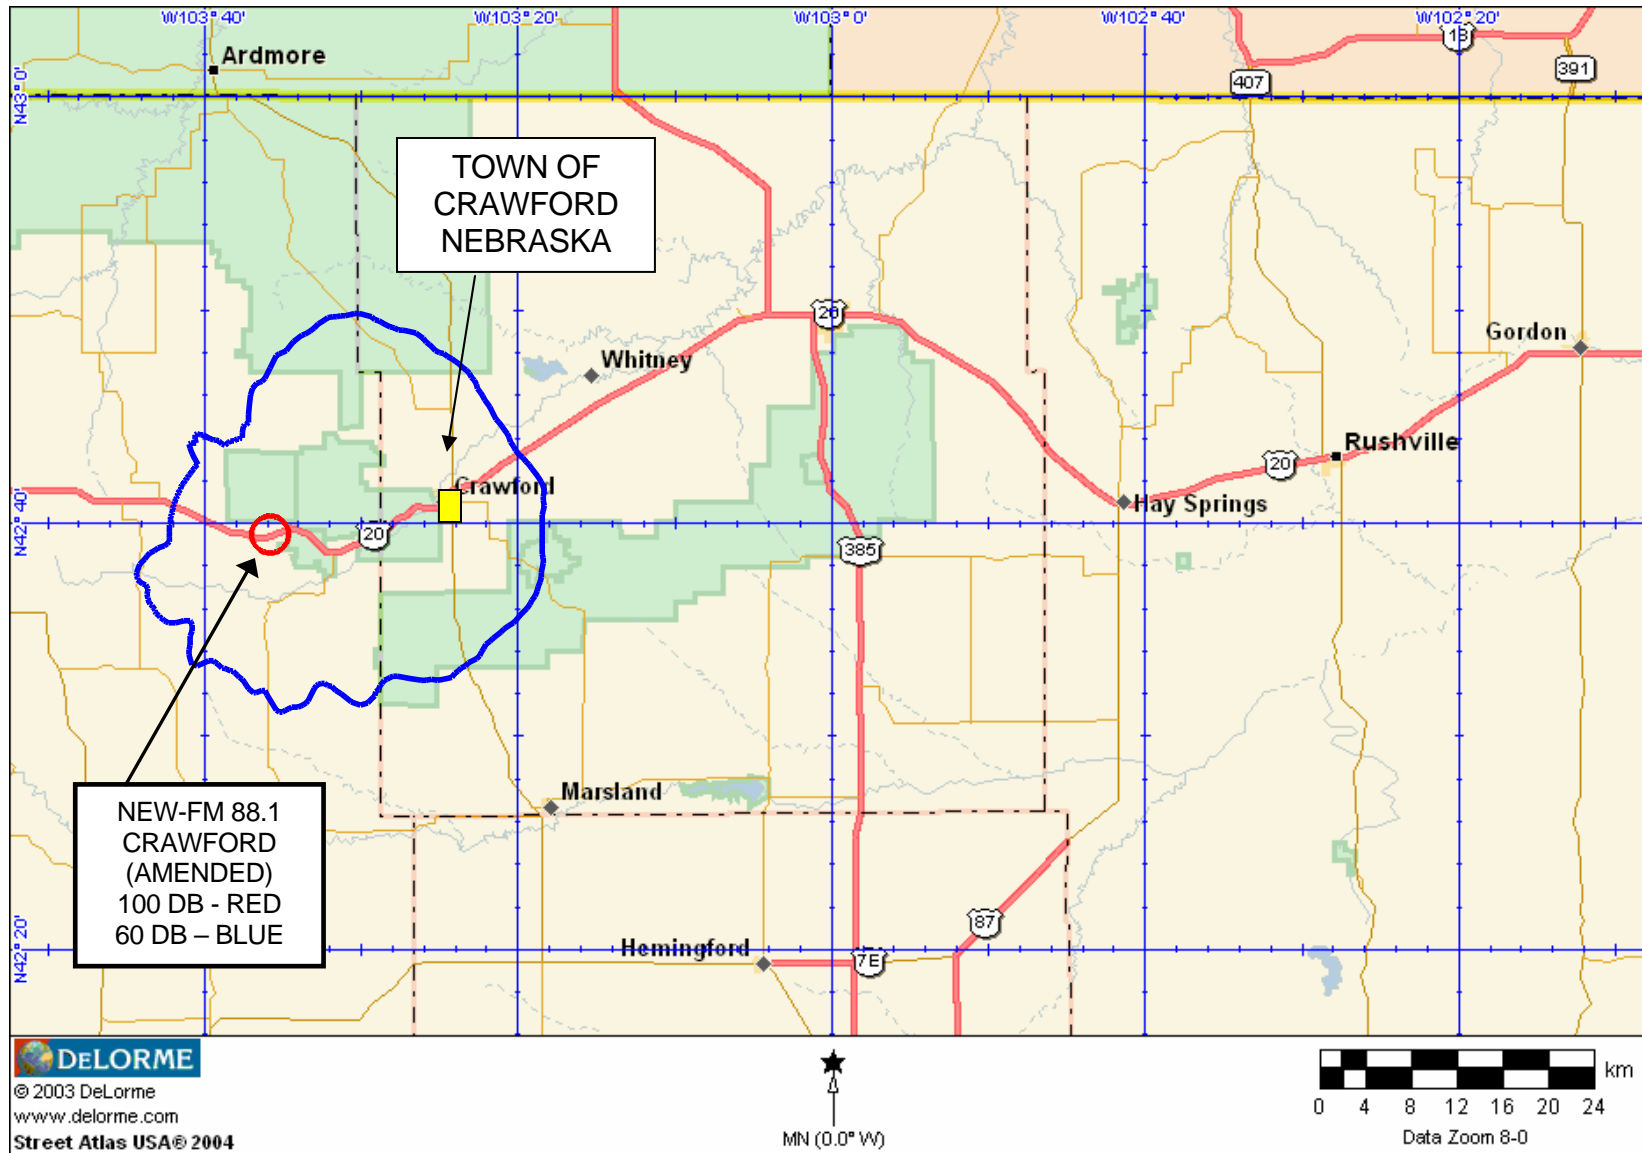 W103° 40'
W103° 20'
W103° 0'
W102° 40'
W102° 20'
Ardmore
18
407
391
N43° 0'
TOWN OF
CRAWFORD
NEBRASKA
20
Gordon
Whitney
Rushville
20
Crawford
Hay Springs
N42° 40'
20
385
Marsland
NEW-FM 88.1
CRAWFORD
(AMENDED)
100 DB - RED
60 DB – BLUE
87
N42° 20'
Hemingford
7E
DELORME
© 2003 DeLorme
www.delorme.com
Street Atlas USA® 2004
MN (0.0° W)
km
0 4 8 12 16 20 24
Data Zoom 8-0